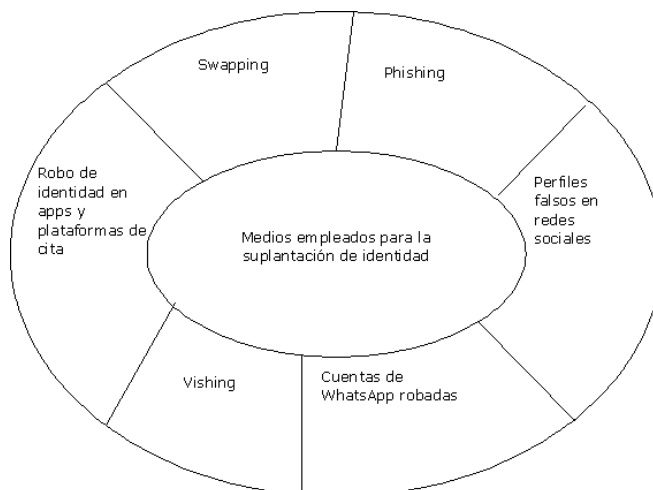 Swapping
Phishing
Robo de
identidad en
apps y
plataformas de
cita
Perfiles
falsos en
redes
sociales
Medios empleados para la
suplantación de identidad
Vishing
Cuentas de
WhatsApp robadas